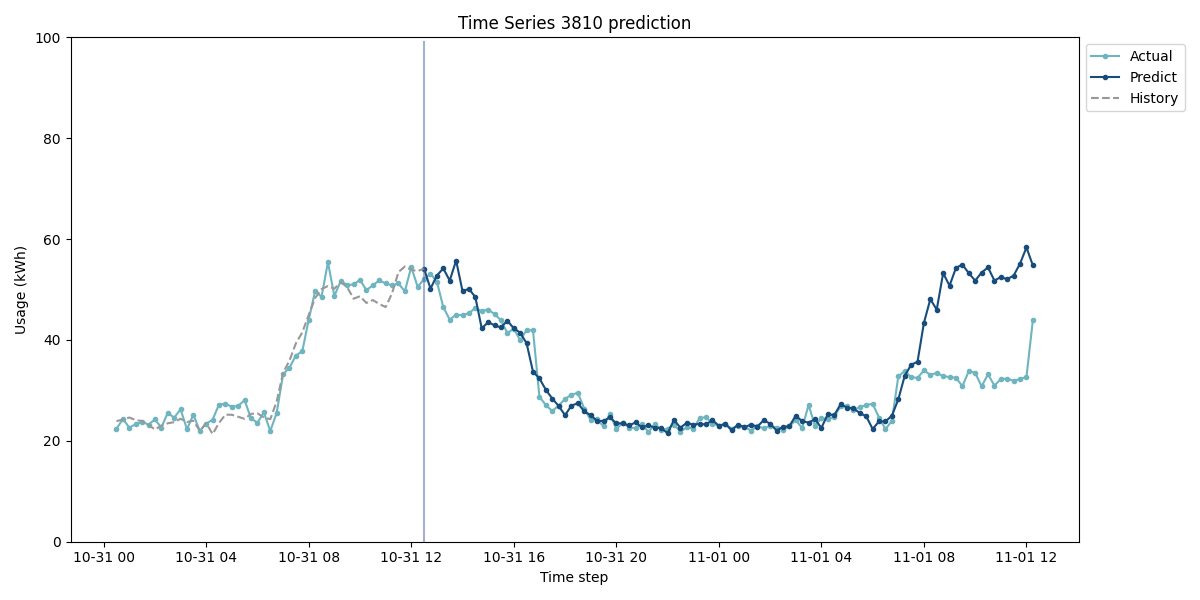 Time Series 3810 prediction
100
80
60
40
20
0
Usage (kWh)
10-31 00
10-31 04
10-31 08
10-31 12
10-31 16
10-31 20
11-01 00
11-01 04
11-01 08
11-01 12
Time step
Actual
Predict
History